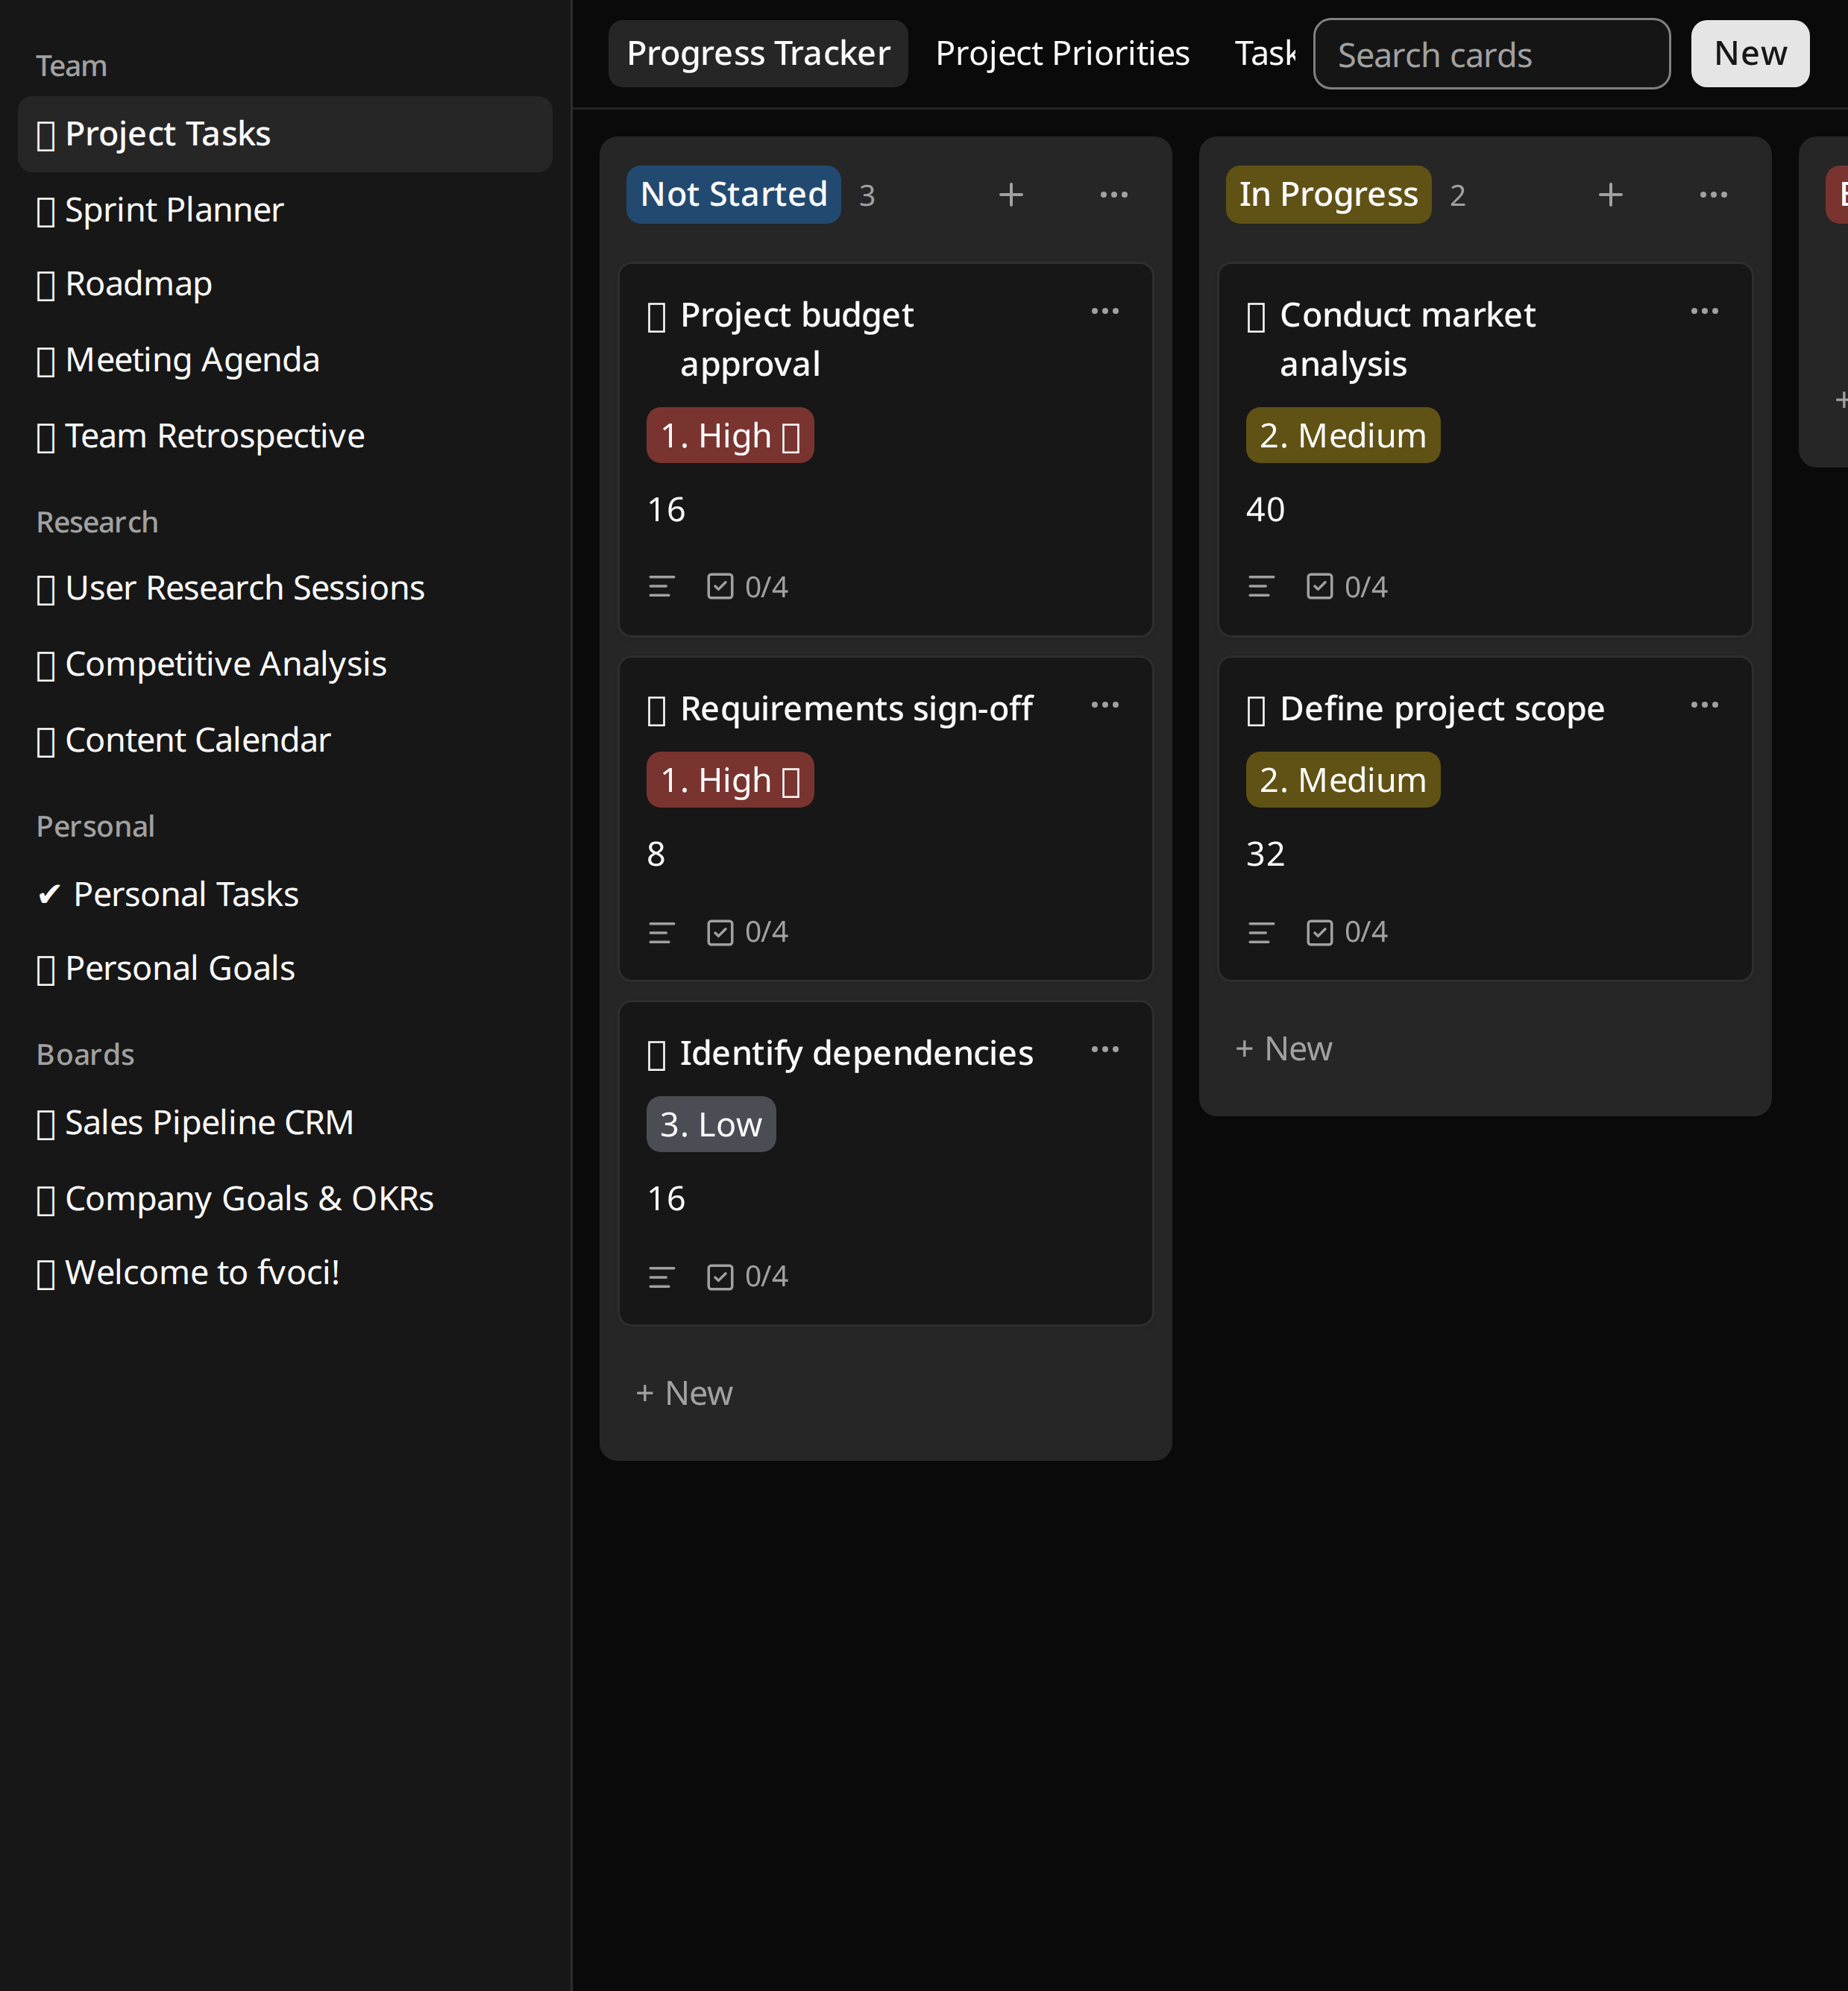 Team
Project Tasks
Sprint Planner
Roadmap
Meeting Agenda
Team Retrospective
Research
User Research Sessions
Competitive Analysis
Content Calendar
Personal
✔ Personal Tasks
Personal Goals
Boards
Sales Pipeline CRM
Company Goals & OKRs
Welcome to fvoci!
Progress Tracker
Project Priorities
Task
Search cards
New
Not Started 3
Project budget
approval
1. High
16
0/4
Requirements sign-off
1. High
8
0/4
Identify dependencies
3. Low
16
0/4
+ New
In Progress 2
Conduct market
analysis
2. Medium
40
0/4
Define project scope
2. Medium
32
0/4
+ New